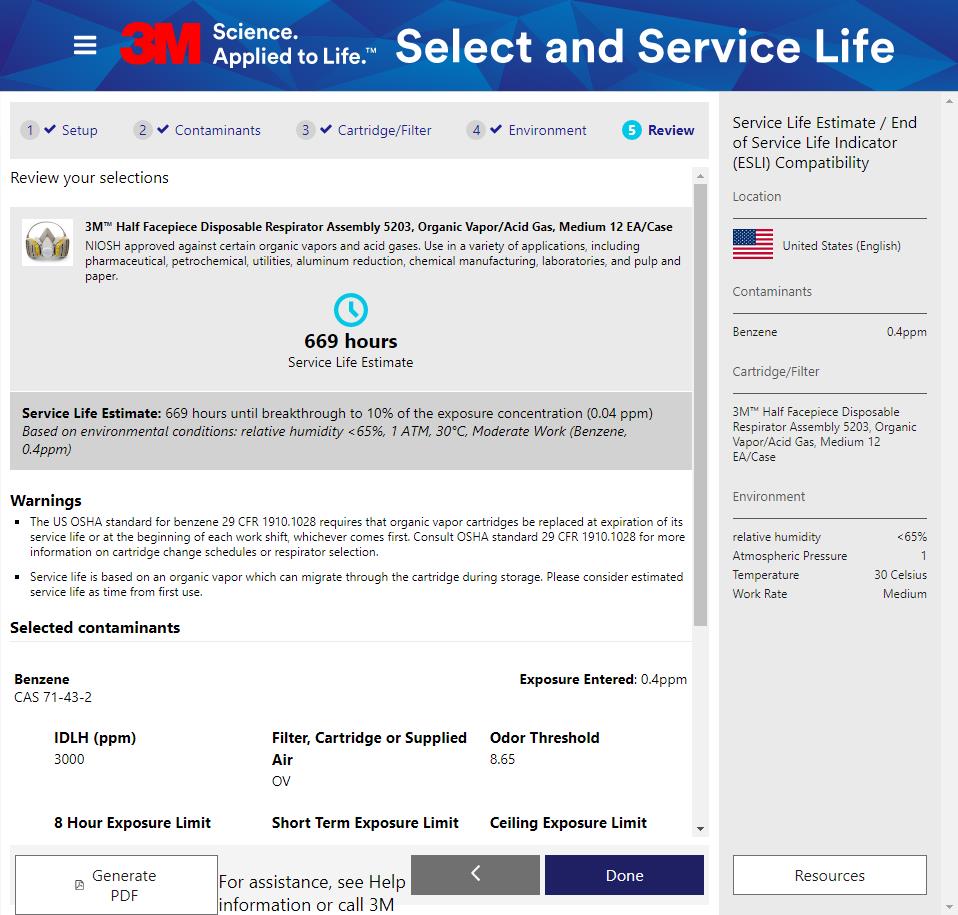 3M Science.
Applied to Life.™
Select and Service Life
1 Setup
2 Contaminants
3 Cartridge/Filter
4 Environment
5 Review
Review your selections
3M™ Half Facepiece Disposable Respirator Assembly 5203, Organic Vapor/Acid Gas, Medium 12 EA/Case
NIOSH approved against certain organic vapors and acid gases. Use in a variety of applications, including
pharmaceutical, petrochemical, utilities, aluminum reduction, chemical manufacturing, laboratories, and pulp and
paper.
669 hours
Service Life Estimate
Service Life Estimate: 669 hours until breakthrough to 10% of the exposure concentration (0.04 ppm)
Based on environmental conditions: relative humidity <65%, 1 ATM, 30°C, Moderate Work (Benzene,
0.4ppm)
Warnings
The US OSHA standard for benzene 29 CFR 1910.1028 requires that organic vapor cartridges be replaced at expiration of its
service life or at the beginning of each work shift, whichever comes first. Consult OSHA standard 29 CFR 1910.1028 for more
information on cartridge change schedules or respirator selection.
Service life is based on an organic vapor which can migrate through the cartridge during storage. Please consider estimated
service life as time from first use.
Selected contaminants
Benzene
Exposure Entered: 0.4ppm
CAS 71-43-2
IDLH (ppm)
3000
Filter, Cartridge or Supplied
Air
OV
Odor Threshold
8.65
8 Hour Exposure Limit
Short Term Exposure Limit
Ceiling Exposure Limit
Generate
PDF
For assistance, see Help
information or call 3M
Done
Service Life Estimate / End
of Service Life Indicator
(ESLI) Compatibility
Location
United States (English)
Contaminants
Benzene 0.4ppm
Cartridge/Filter
3M™ Half Facepiece Disposable
Respirator Assembly 5203, Organic
Vapor/Acid Gas, Medium 12
EA/Case
Environment
relative humidity <65%
Atmospheric Pressure 1
Temperature 30 Celsius
Work Rate Medium
Resources